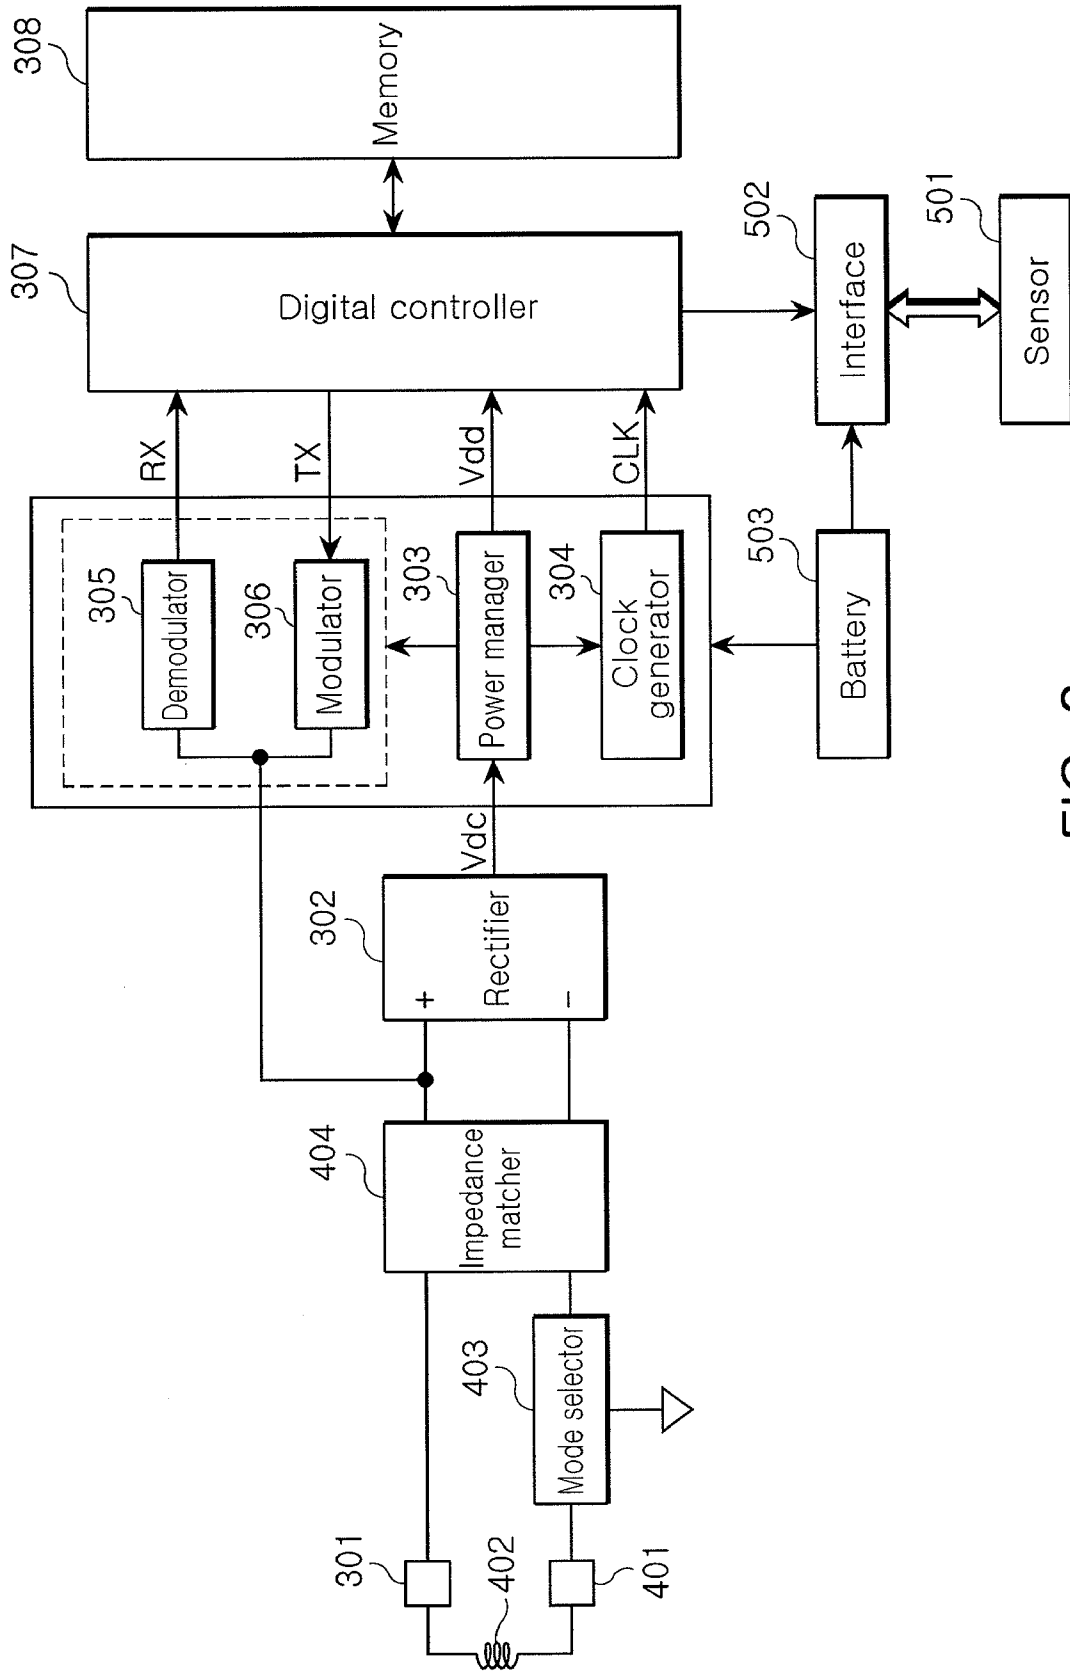 308
Memory
307
Digital controller
RX
TX
Vdd
CLK
305
Demodulator
306
Modulator
303
Power manager
304
Clock
generator
502
Interface
501
Sensor
503
Battery
Vdc
302
Rectifier
+
−
404
Impedance
matcher
403
Mode selector
301
402
401